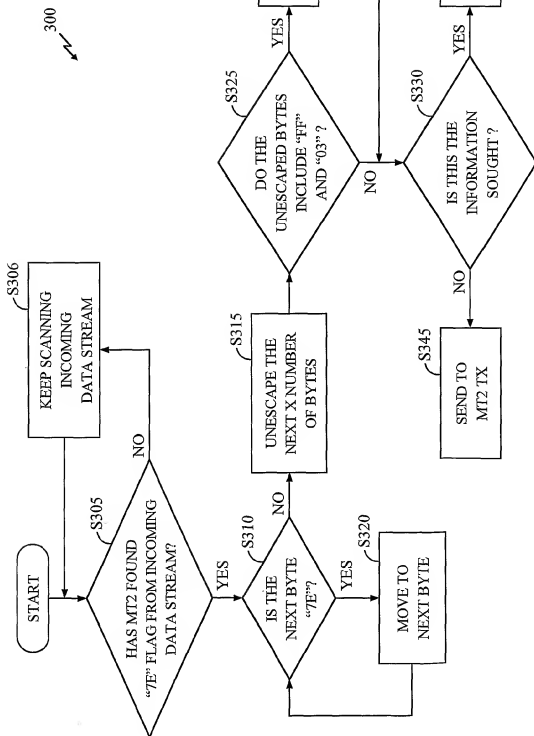 300
START
S306
KEEP SCANNING
INCOMING
DATA STREAM
S305
HAS MT2 FOUND
“7E” FLAG FROM INCOMING
DATA STREAM?
NO
YES
S310
IS THE
NEXT BYTE
“7E”?
NO
YES
S320
MOVE TO
NEXT BYTE
S315
UNESCAPE THE
NEXT X NUMBER
OF BYTES
S325
DO THE
UNESCAPED BYTES
INCLUDE “FF”
AND “03” ?
YES
NO
S330
IS THIS THE
INFORMATION
SOUGHT ?
YES
NO
S345
SEND TO
MT2 TX